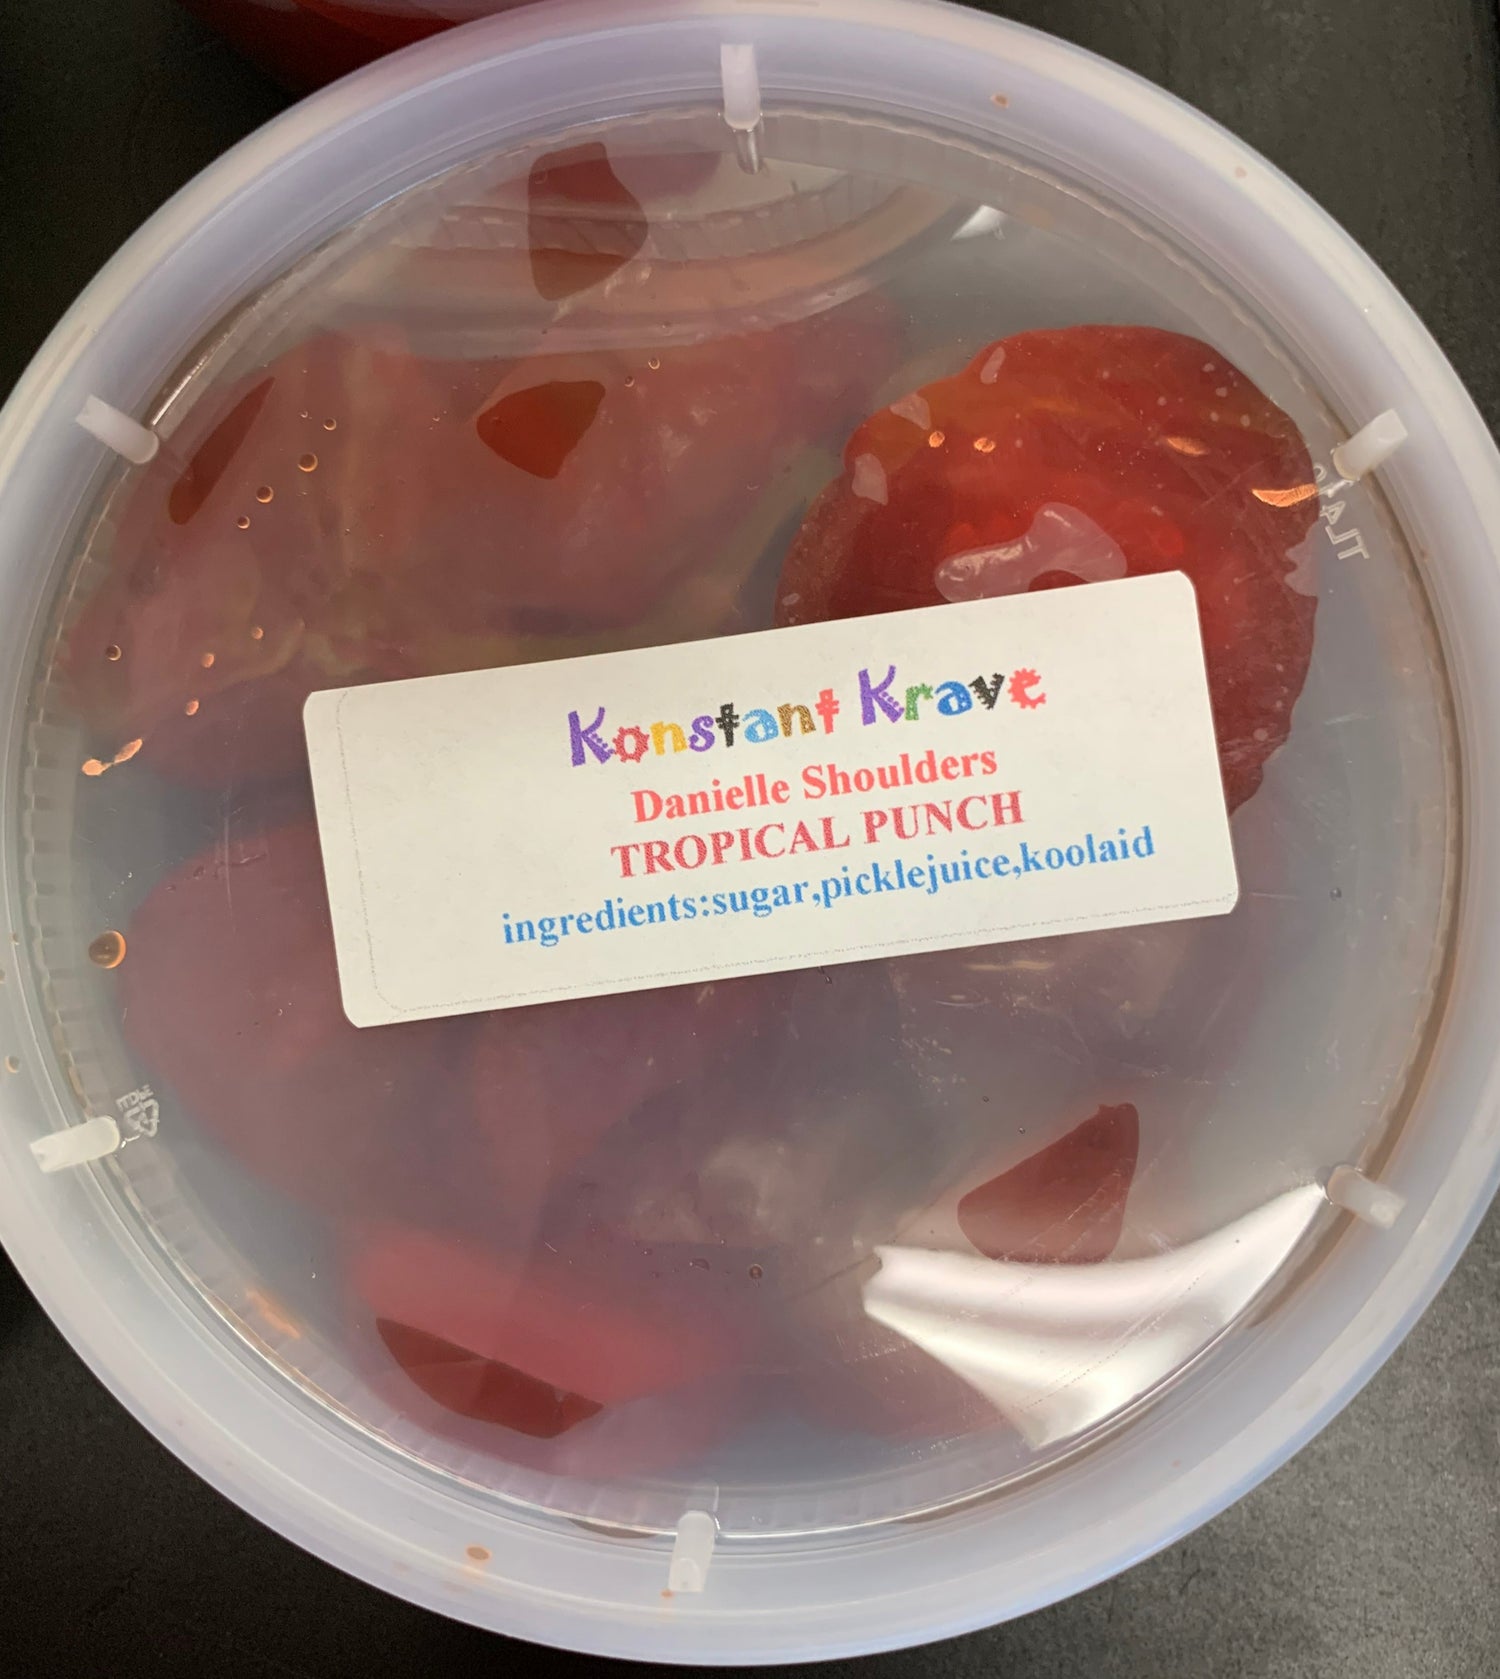 Konstant Krave
Danielle Shoulders
TROPICAL PUNCH
ingredients:sugar,picklejuice,koolaid